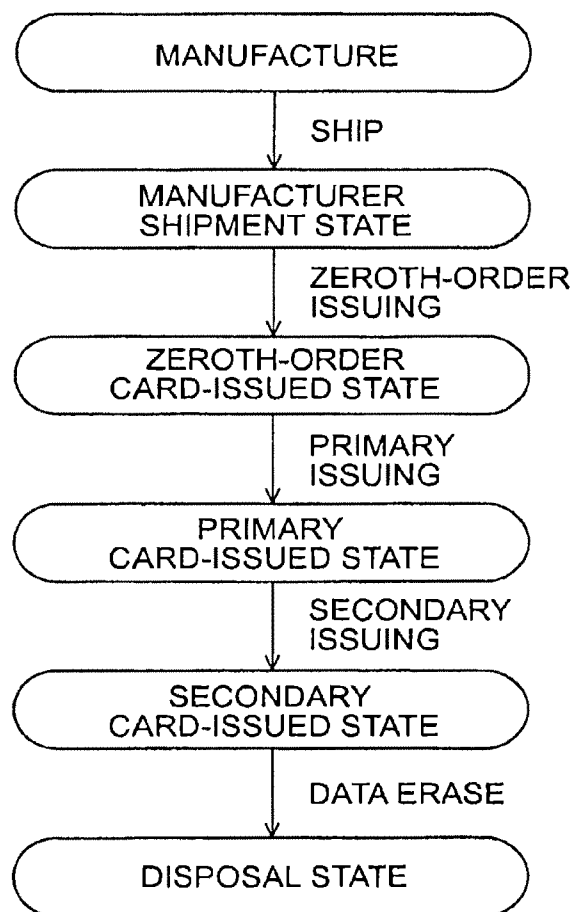 MANUFACTURE
SHIP
MANUFACTURER
SHIPMENT STATE
ZEROTH-ORDER
ISSUING
ZEROTH-ORDER
CARD-ISSUED STATE
PRIMARY
ISSUING
PRIMARY
CARD-ISSUED STATE
SECONDARY
ISSUING
SECONDARY
CARD-ISSUED STATE
DATA ERASE
DISPOSAL STATE